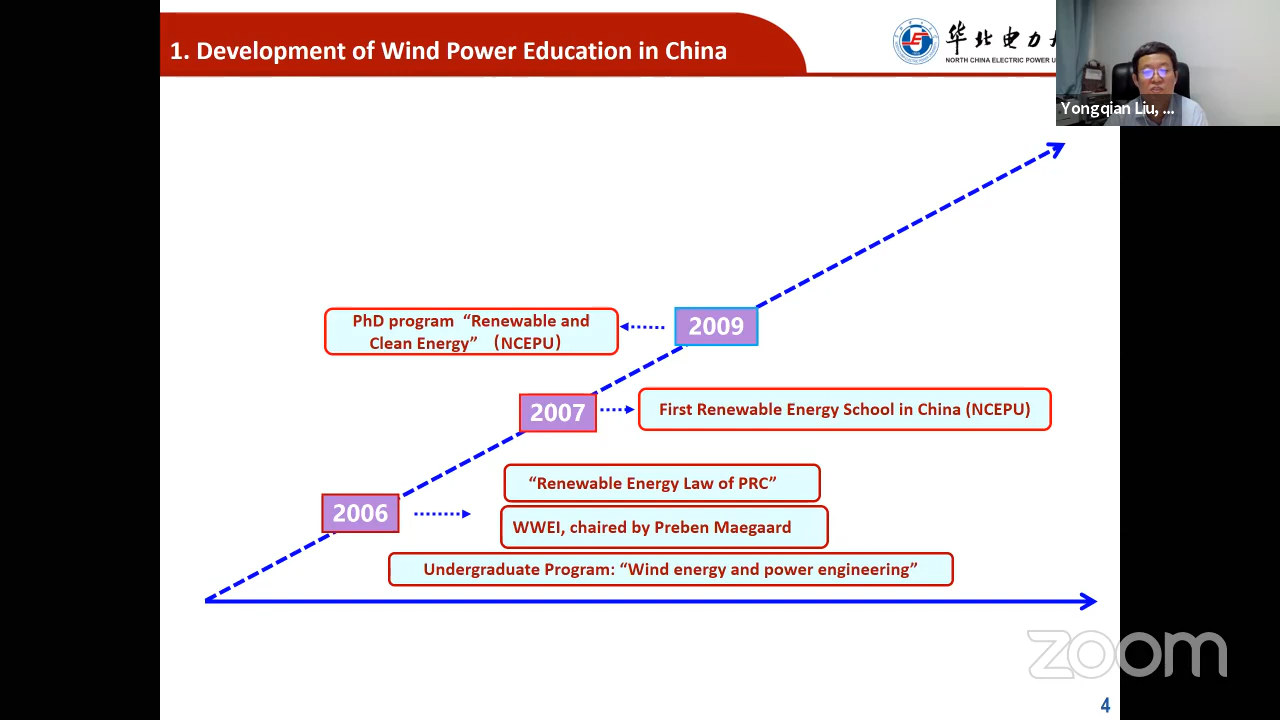 1. Development of Wind Power Education in China
华北电力
NORTH CHINA ELECTRIC POWER U
Yongqian Liu, ...
PhD program “Renewable and
Clean Energy” （NCEPU）
2009
2007
First Renewable Energy School in China (NCEPU)
“Renewable Energy Law of PRC”
2006
WWEI, chaired by Preben Maegaard
Undergraduate Program: “Wind energy and power engineering”
zoom
4